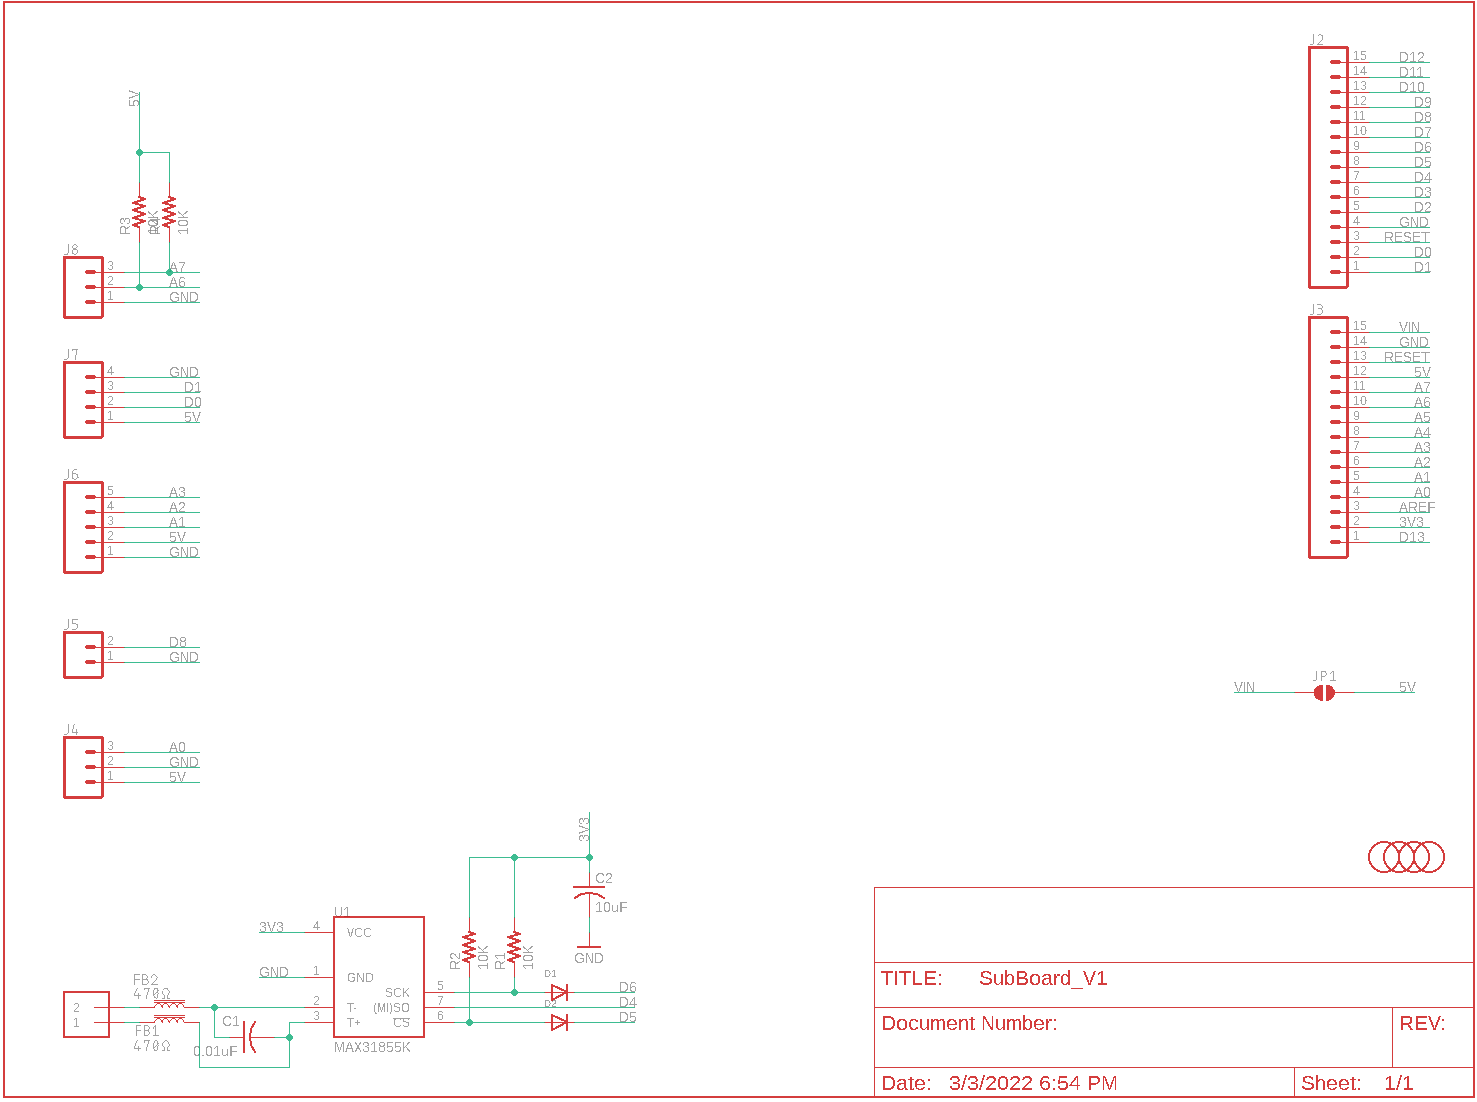 J2
15 D12
14 D11
13 D10
12 D9
11 D8
10 D7
9 D6
8 D5
7 D4
6 D3
5 D2
4 GND
3 RESET
2 D0
1 D1
5V
R3
10K
R4
10K
J8
3 A7
2 A6
1 GND
J3
15 VIN
14 GND
13 RESET
12 5V
11 A7
10 A6
9 A5
8 A4
7 A3
6 A2
5 A1
4 A0
3 AREF
2 3V3
1 D13
J7
4 GND
3 D1
2 D0
1 5V
J6
5 A3
4 A2
3 A1
2 5V
1 GND
J5
2 D8
1 GND
JP1
VIN 5V
J4
3 A0
2 GND
1 5V
3V3
C2
10uF
GND
R2
10K
R1
10K
U1
3V3 4 VCC
GND 1 GND
SCK 5 D1 D6
2 T- (MI)SO 7 D4
3 T+ CS 6 D2 D5
MAX31855K
FB2
470Ω
2
1
FB1
470Ω
C1
0.01uF
TITLE: SubBoard_V1
Document Number:
REV:
Date: 3/3/2022 6:54 PM
Sheet: 1/1